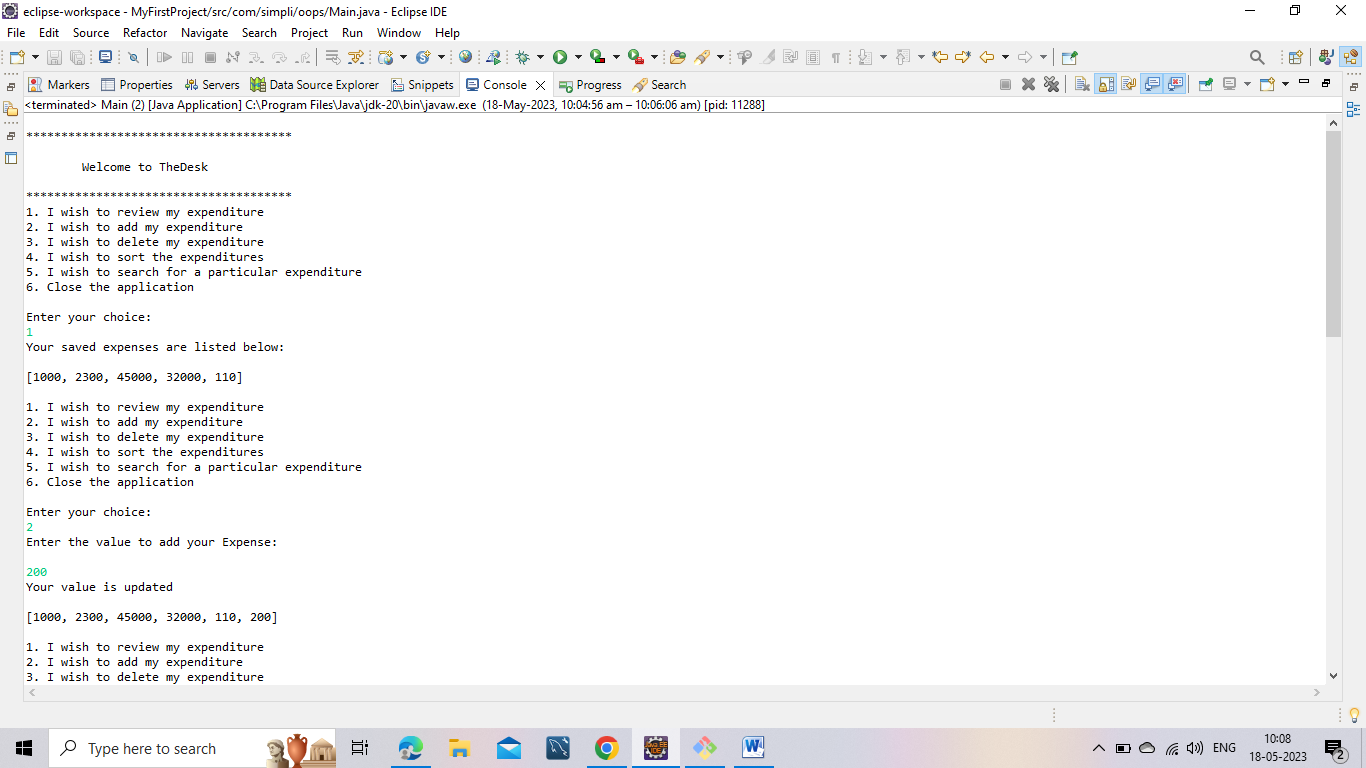 eclipse-workspace - MyFirstProject/src/com/simpli/oops/Main.java - Eclipse IDE
File Edit Source Refactor Navigate Search Project Run Window Help
Markers Properties Servers Data Source Explorer Snippets Console Progress Search
<terminated> Main (2) [Java Application] C:\Program Files\Java\jdk-20\bin\javaw.exe (18-May-2023, 10:04:56 am – 10:06:06 am) [pid: 11288]
**************************************
Welcome to TheDesk
**************************************
1. I wish to review my expenditure
2. I wish to add my expenditure
3. I wish to delete my expenditure
4. I wish to sort the expenditures
5. I wish to search for a particular expenditure
6. Close the application
Enter your choice:
1
Your saved expenses are listed below:
[1000, 2300, 45000, 32000, 110]
1. I wish to review my expenditure
2. I wish to add my expenditure
3. I wish to delete my expenditure
4. I wish to sort the expenditures
5. I wish to search for a particular expenditure
6. Close the application
Enter your choice:
2
Enter the value to add your Expense:
200
Your value is updated
[1000, 2300, 45000, 32000, 110, 200]
1. I wish to review my expenditure
2. I wish to add my expenditure
3. I wish to delete my expenditure
Type here to search
ENG
10:08
18-05-2023
2